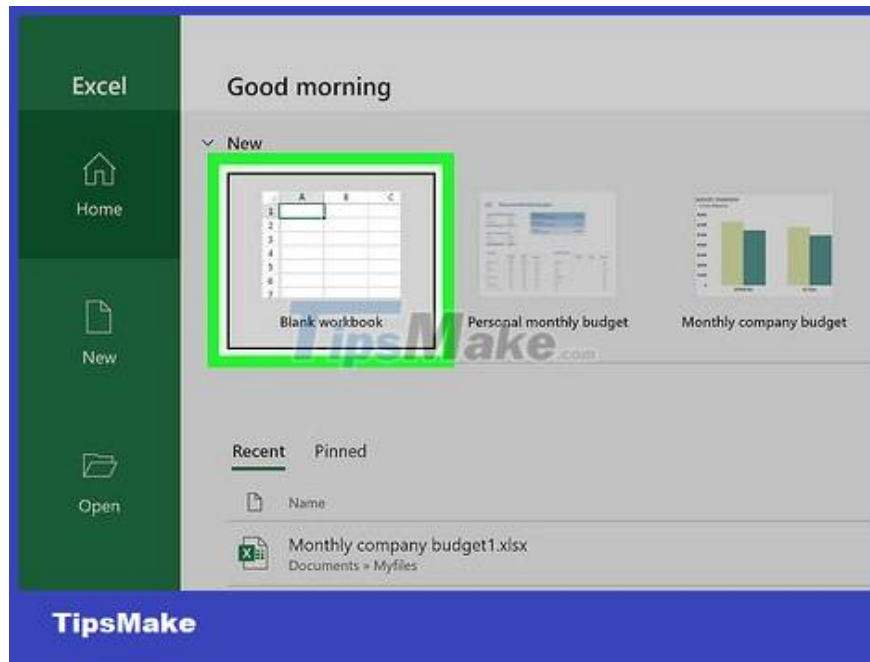 Excel
Good morning
New
Home
A B C
1
2
3
4
5
6
7
Blank workbook
Personal monthly budget
Monthly company budget
TipsMake.com
New
Recent Pinned
Name
Open
Monthly company budget1.xlsx
Documents » Myfiles
TipsMake